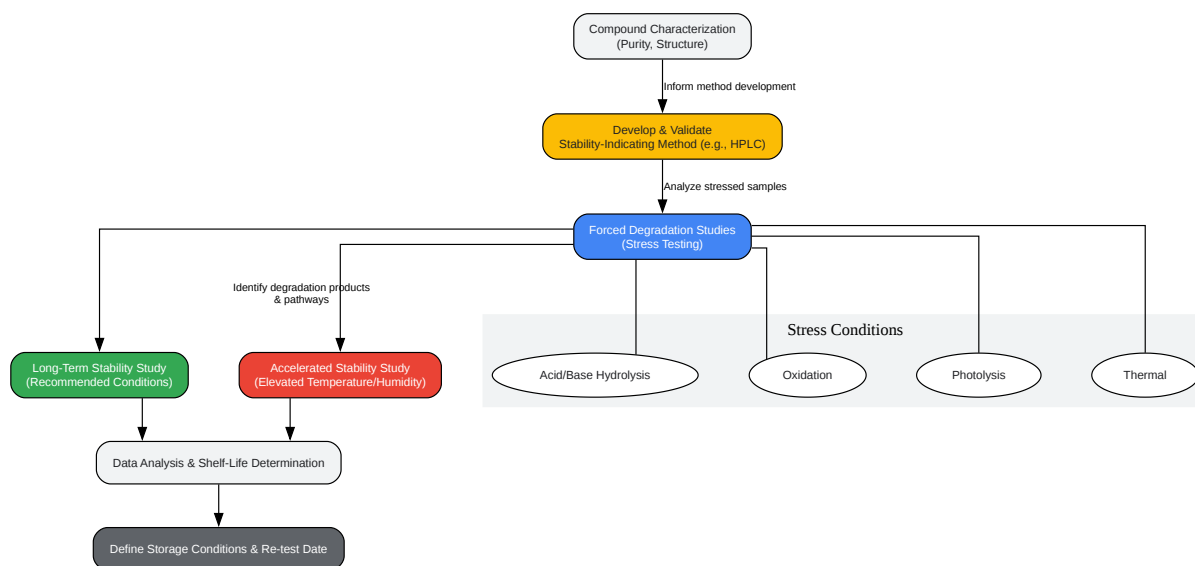 Compound Characterization
(Purity, Structure)
Inform method development
Develop & Validate
Stability-Indicating Method (e.g., HPLC)
Analyze stressed samples
Forced Degradation Studies
(Stress Testing)
Identify degradation products
& pathways
Stress Conditions
Long-Term Stability Study
(Recommended Conditions)
Accelerated Stability Study
(Elevated Temperature/Humidity)
Acid/Base Hydrolysis
Oxidation
Photolysis
Thermal
Data Analysis & Shelf-Life Determination
Define Storage Conditions & Re-test Date